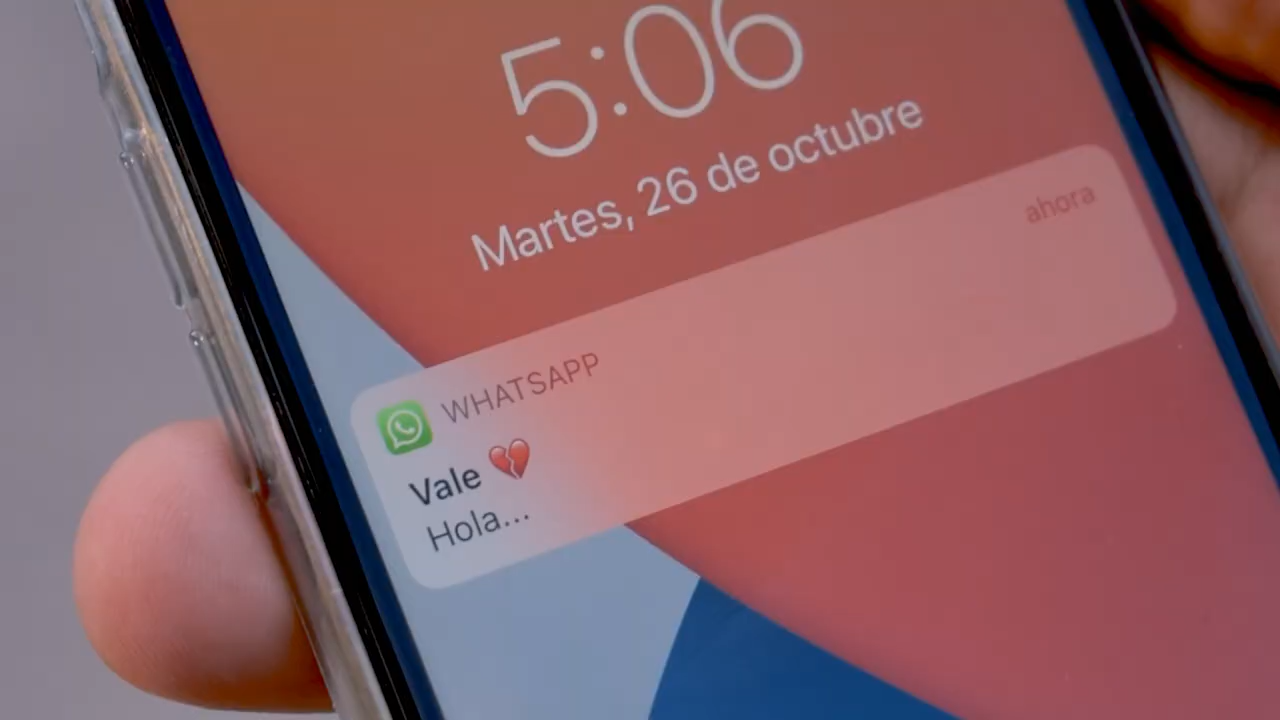 5:06
Martes, 26 de octubre
WHATSAPP
ahora
Vale 💔
Hola...